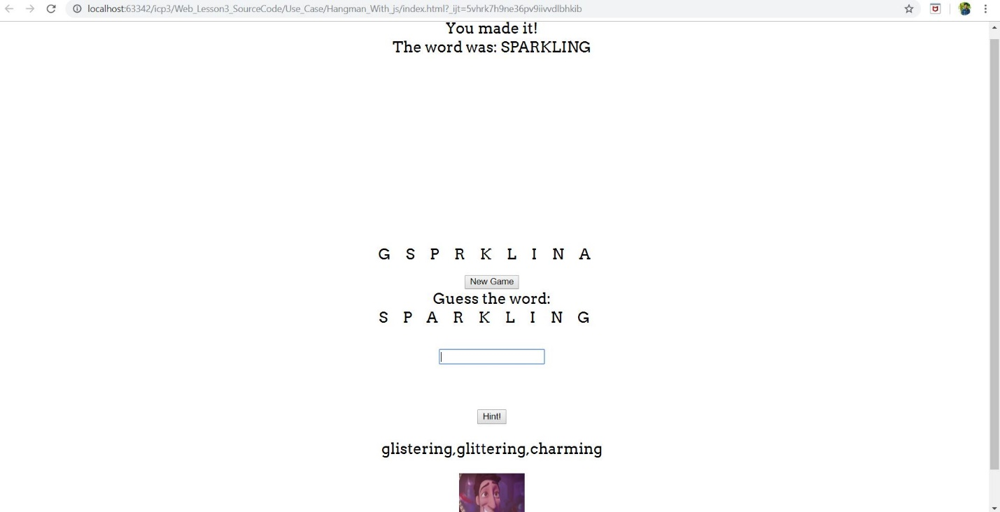 localhost:63342/icp3/Web_Lesson3_SourceCode/Use_Case/Hangman_With_js/index.html?_ijt=5vhrk7h9ne36pv9iivvdlbhkib
You made it!
The word was: SPARKLING
G S P R K L I N A
New Game
Guess the word:
S P A R K L I N G
Hint!
glistering,glittering,charming